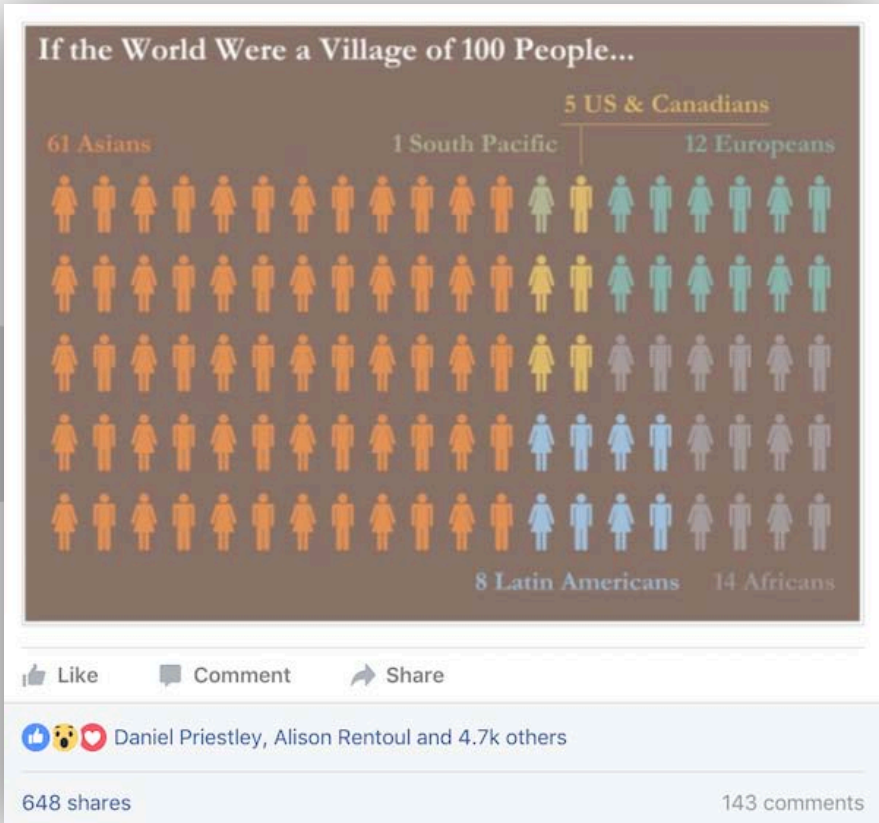 If the World Were a Village of 100 People...
5 US & Canadians
61 Asians
1 South Pacific
12 Europeans
8 Latin Americans
14 Africans
Like
Comment
Share
Daniel Priestley, Alison Rentoul and 4.7k others
648 shares
143 comments